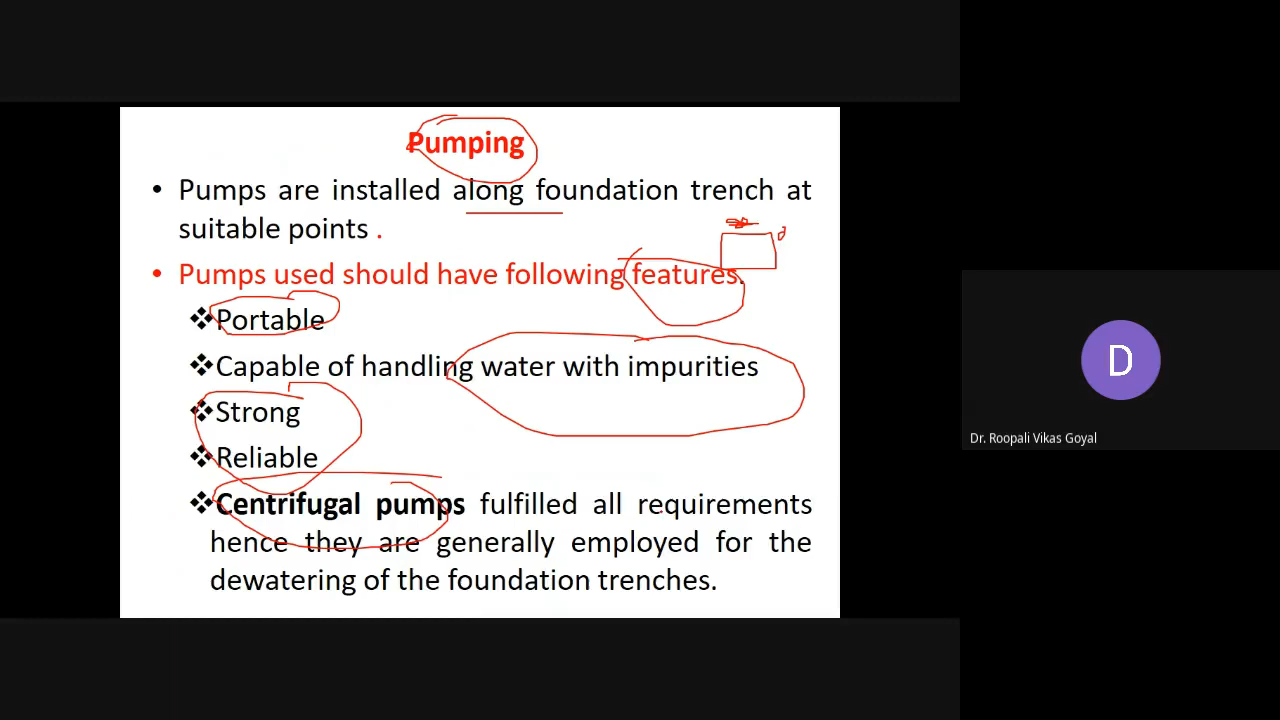 Pumping
• Pumps are installed along foundation trench at
suitable points .
• Pumps used should have following features.
❖Portable
❖Capable of handling water with impurities
❖Strong
❖Reliable
❖Centrifugal pumps fulfilled all requirements
hence they are generally employed for the
dewatering of the foundation trenches.
D
Dr. Roopali Vikas Goyal